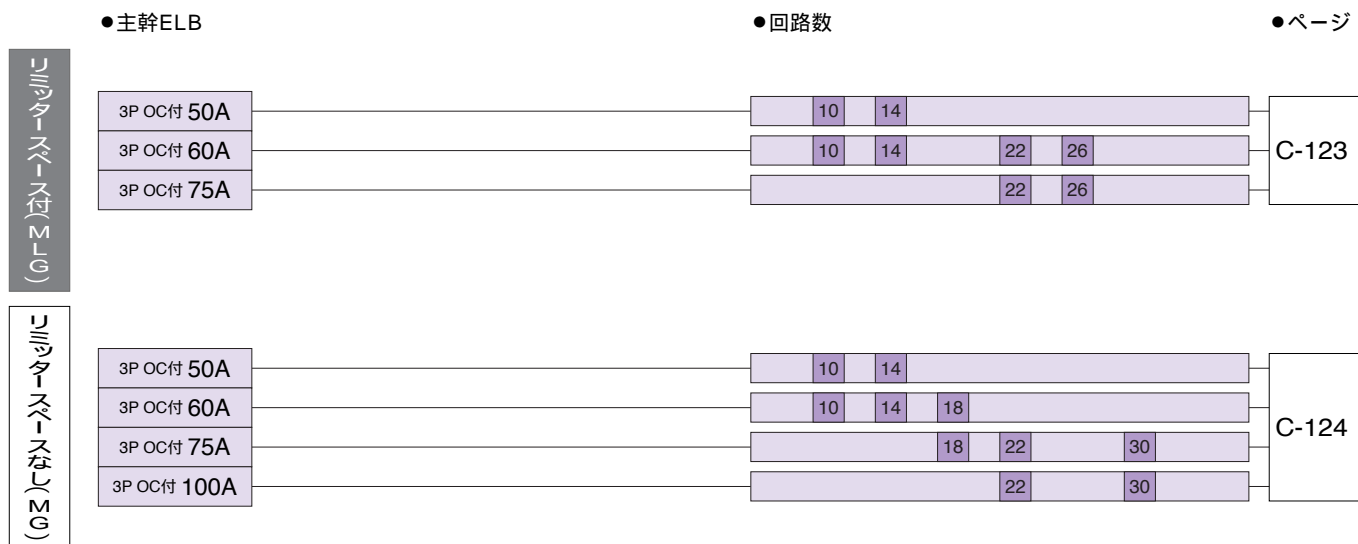 ●主幹ELB ●回路数 ●ページ
リミッタースペース付(MLG)
3P OC付 50A 10 14
3P OC付 60A 10 14 22 26
C-123
3P OC付 75A 22 26
リミッタースペースなし(MG)
3P OC付 50A 10 14
3P OC付 60A 10 14 18
C-124
3P OC付 75A 18 22 30
3P OC付 100A 22 30